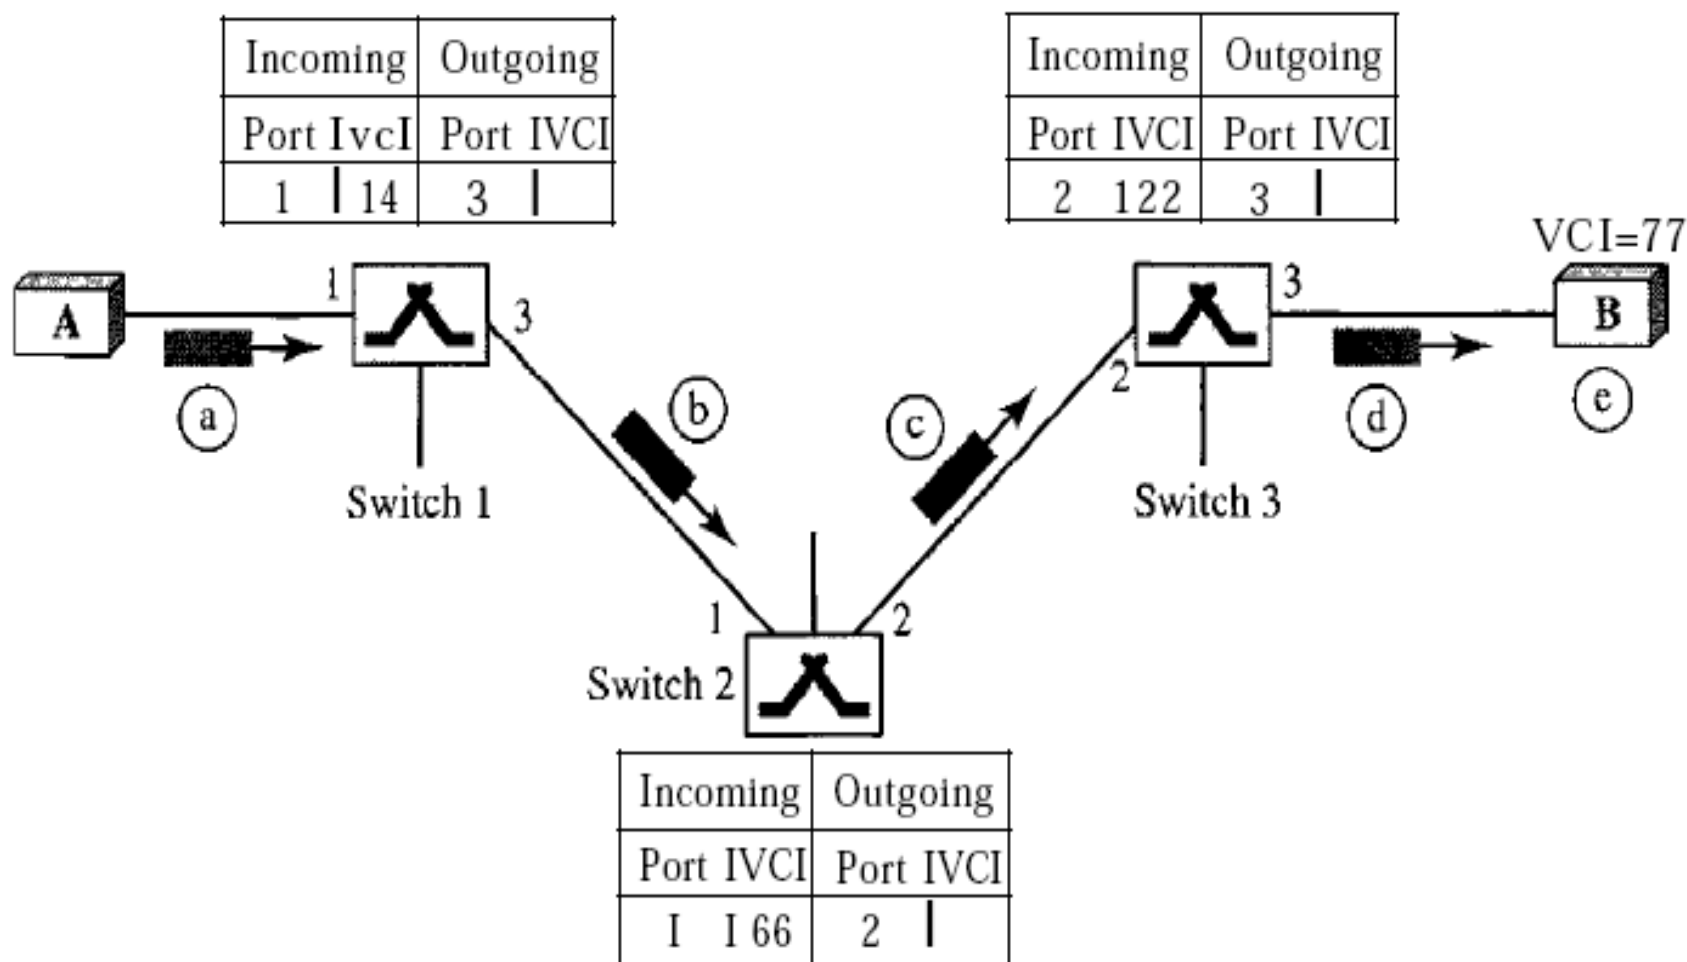 Incoming Outgoing
Port IvcI Port IVCI
1 | 14 3 |
Incoming Outgoing
Port IVCI Port IVCI
2 122 3 |
VCI=77
A
1
3
3
B
2
a
b
c
d
e
Switch 1
Switch 3
1
2
Switch 2
Incoming Outgoing
Port IVCI Port IVCI
I I 66 2 |